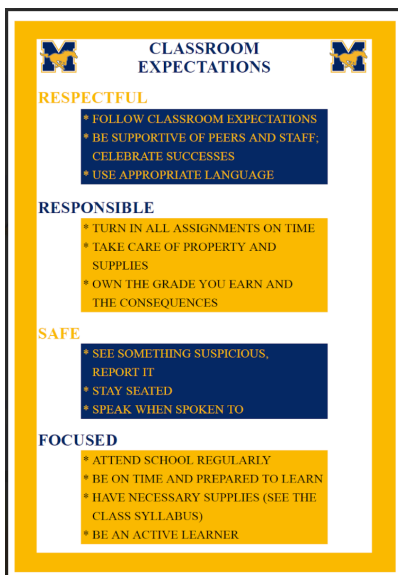 M CLASSROOM M
EXPECTATIONS
RESPECTFUL
* FOLLOW CLASSROOM EXPECTATIONS
* BE SUPPORTIVE OF PEERS AND STAFF;
CELEBRATE SUCCESSES
* USE APPROPRIATE LANGUAGE
RESPONSIBLE
* TURN IN ALL ASSIGNMENTS ON TIME
* TAKE CARE OF PROPERTY AND
SUPPLIES
* OWN THE GRADE YOU EARN AND
THE CONSEQUENCES
SAFE
* SEE SOMETHING SUSPICIOUS,
REPORT IT
* STAY SEATED
* SPEAK WHEN SPOKEN TO
FOCUSED
* ATTEND SCHOOL REGULARLY
* BE ON TIME AND PREPARED TO LEARN
* HAVE NECESSARY SUPPLIES (SEE THE
CLASS SYLLABUS)
* BE AN ACTIVE LEARNER